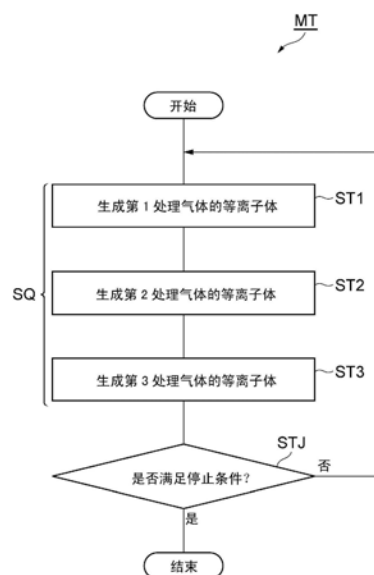 MT
开始
生成第1处理气体的等离子体
ST1
SQ
生成第2处理气体的等离子体
ST2
生成第3处理气体的等离子体
ST3
STJ
是否满足停止条件?
否
是
结束